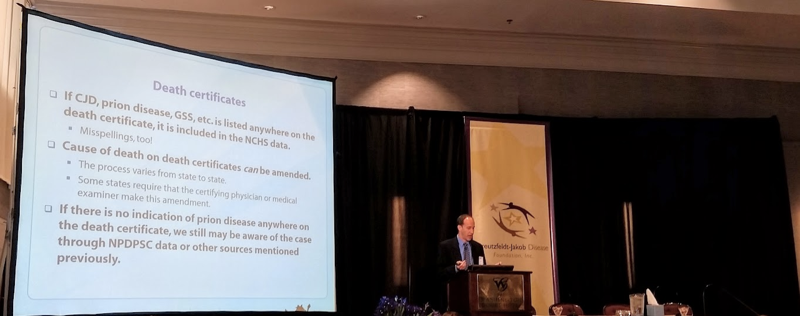 Death certificates
If CJD, prion disease, GSS, etc. is listed anywhere on the
death certificate, it is included in the NCHS data.
Misspellings, too!
Cause of death on death certificates can be amended.
The process varies from state to state.
Some states require that the certifying physician or medical
examiner make this amendment.
If there is no indication of prion disease anywhere on
the death certificate, we still may be aware of the case
through NPDPSC data or other sources mentioned
previously.
eutzfeldt-Jakob Disease
Foundation, Inc.